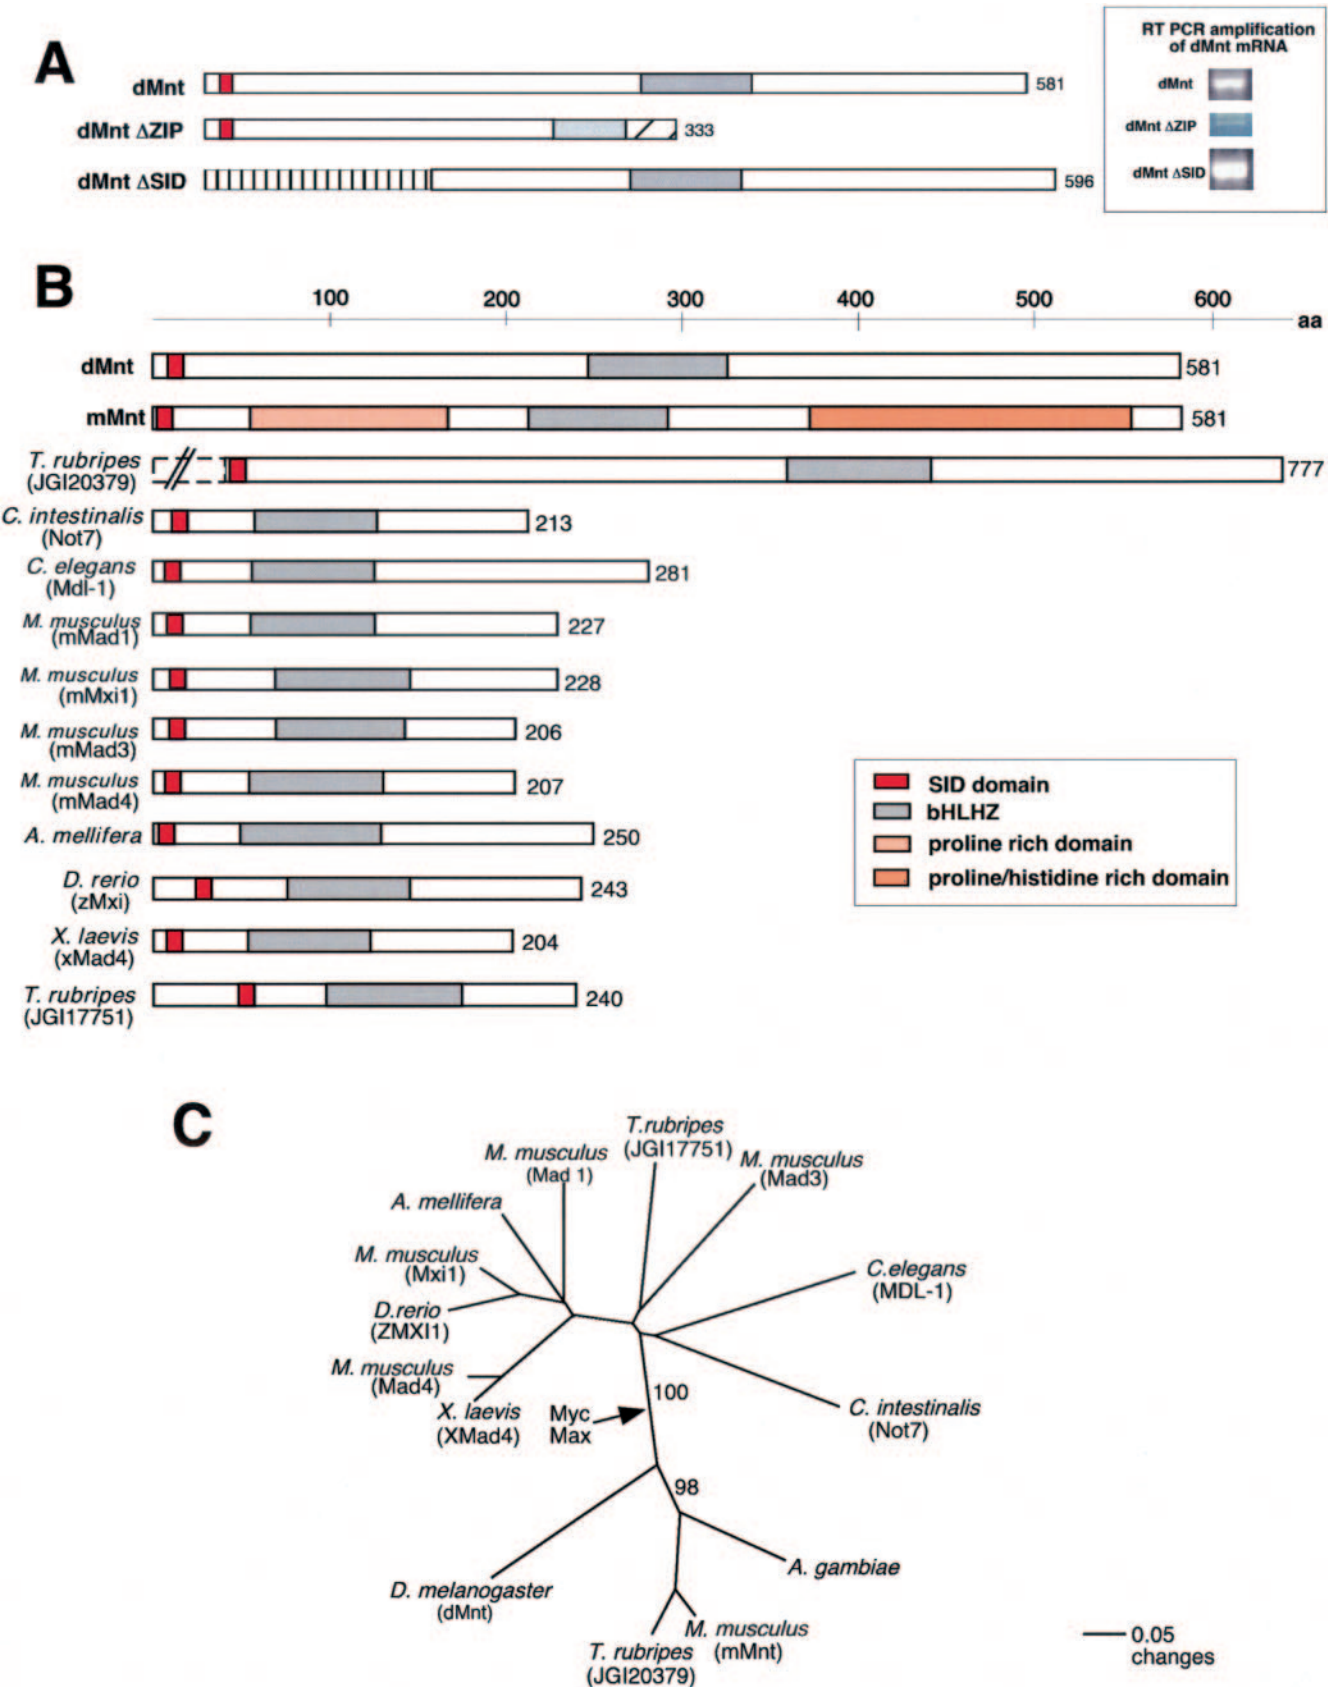 A
dMnt 581
dMnt ΔZIP 333
dMnt ΔSID 596
RT PCR amplification
of dMnt mRNA
dMnt
dMnt ΔZIP
dMnt ΔSID
B
100 200 300 400 500 600
aa
dMnt 581
mMnt 581
T. rubripes
(JGI20379)
777
C. intestinalis
(Not7)
213
C. elegans
(Mdl-1)
281
M. musculus
(mMad1)
227
M. musculus
(mMxi1)
228
M. musculus
(mMad3)
206
M. musculus
(mMad4)
207
A. mellifera 250
D. rerio
(zMxi)
243
X. laevis
(xMad4)
204
T. rubripes
(JGI17751)
240
SID domain
bHLHZ
proline rich domain
proline/histidine rich domain
C
T.rubripes
(JGI17751)
M. musculus
(Mad 1)
M. musculus
(Mad3)
A. mellifera
M. musculus
(Mxi1)
C.elegans
(MDL-1)
D.rerio
(ZMXI1)
M. musculus
(Mad4)
X. laevis
(XMad4)
100
Myc
Max
C. intestinalis
(Not7)
98
A. gambiae
D. melanogaster
(dMnt)
M. musculus
(mMnt)
T. rubripes
(JGI20379)
0.05
changes